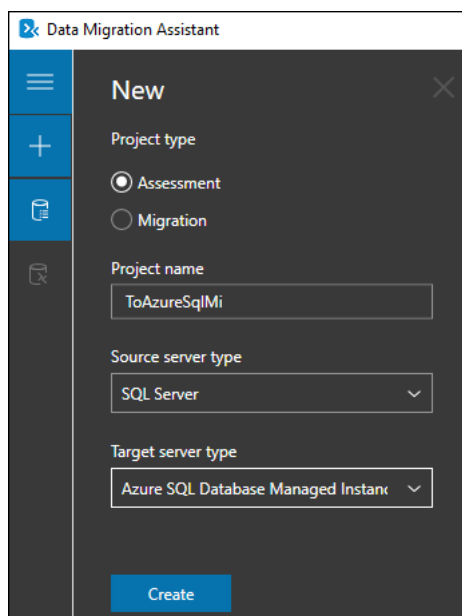 Data Migration Assistant
New
Project type
Assessment
Migration
Project name
ToAzureSqlMi
Source server type
SQL Server
Target server type
Azure SQL Database Managed Instanc
Create